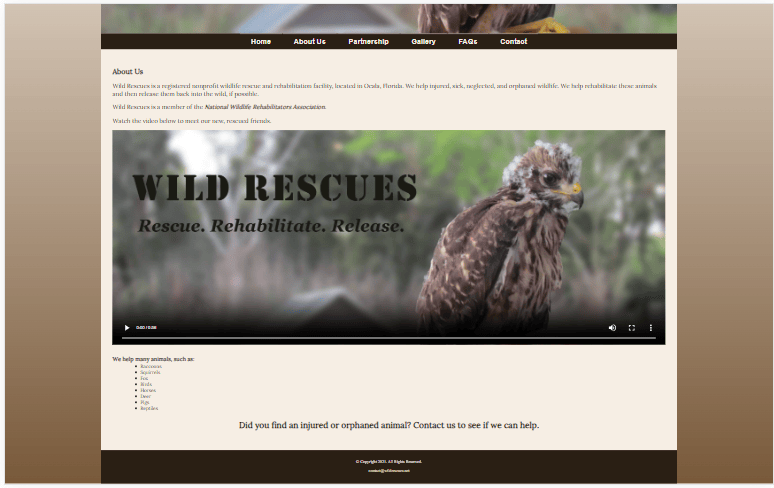 Home About Us Partnership Gallery FAQs Contact
About Us
Wild Rescues is a registered nonprofit wildlife rescue and rehabilitation facility, located in Ocala, Florida. We help injured, sick, neglected, and orphaned wildlife. We help rehabilitate these animals
and then release them back into the wild, if possible.
Wild Rescues is a member of the National Wildlife Rehabilitators Association.
Watch the video below to meet our new, rescued friends.
WILD RESCUES
Rescue. Rehabilitate. Release.
We help many animals, such as:
Raccoons
Squirrels
Fox
Birds
Horses
Deer
Pigs
Reptiles
Did you find an injured or orphaned animal? Contact us to see if we can help.
© Copyright 2021. All Rights Reserved.
contact@wildrescues.net